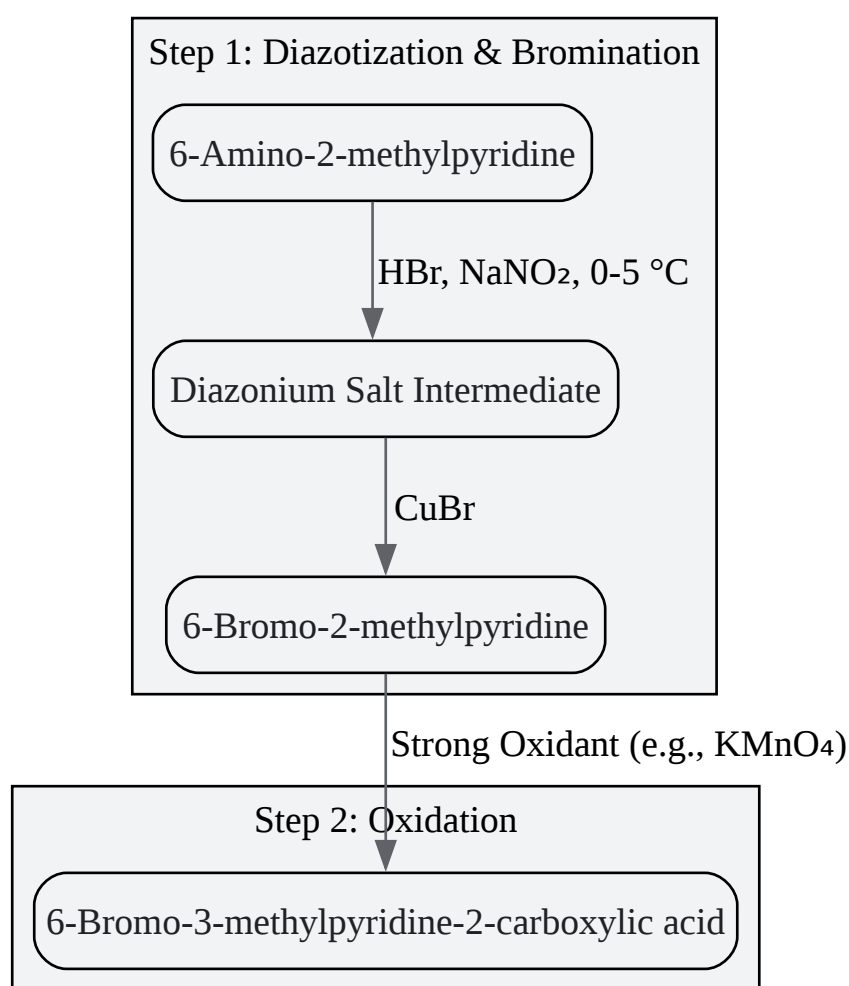 Step 1: Diazotization & Bromination
6-Amino-2-methylpyridine
HBr, NaNO₂, 0-5 °C
Diazonium Salt Intermediate
CuBr
6-Bromo-2-methylpyridine
Strong Oxidant (e.g., KMnO₄)
Step 2: Oxidation
6-Bromo-3-methylpyridine-2-carboxylic acid